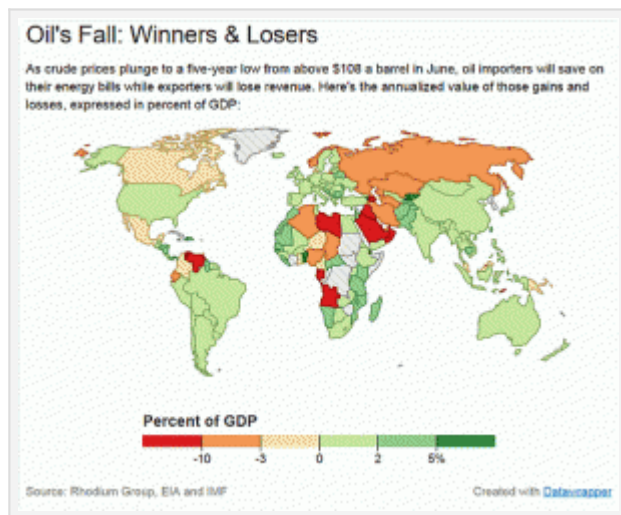 Oil's Fall: Winners & Losers
As crude prices plunge to a five-year low from above $108 a barrel in June, oil importers will save on
their energy bills while exporters will lose revenue. Here's the annualized value of those gains and
losses, expressed in percent of GDP:
Percent of GDP
-10 -3 0 2 5%
Source: Rhodium Group, EIA and IMF Created with Datawrapper